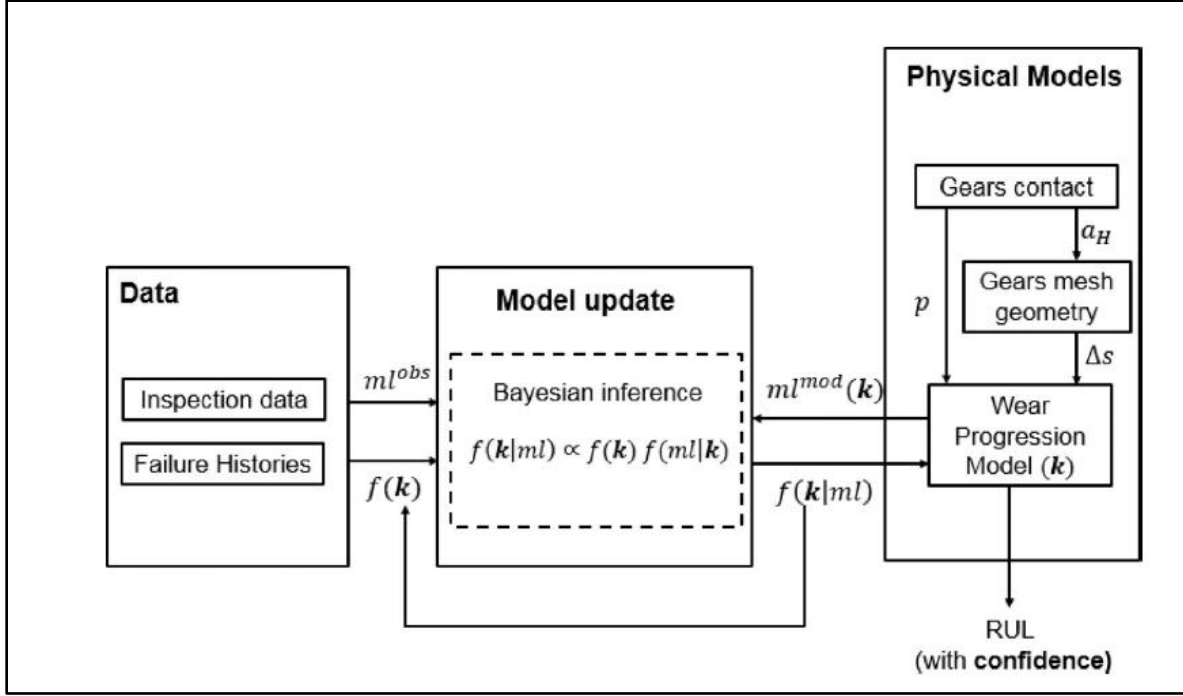 Physical Models
Gears contact
a_H
Gears mesh
geometry
p
Δs
Data
Model update
Inspection data
ml^{obs}
Bayesian inference
ml^{mod}(k)
Wear
Progression
Model (k)
Failure Histories
f(k|ml) ∝ f(k) f(ml|k)
f(k)
f(k|ml)
RUL
(with confidence)